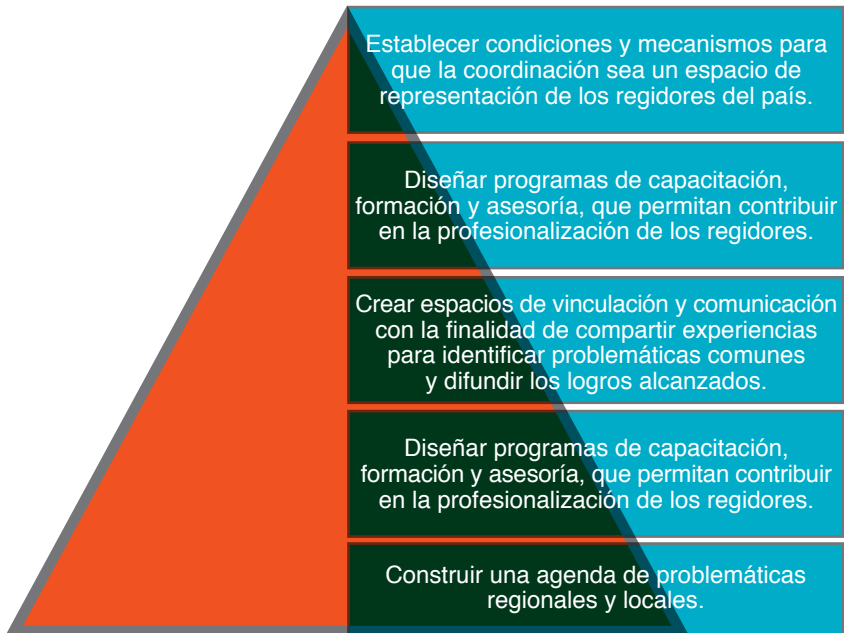 Establecer condiciones y mecanismos para
que la coordinación sea un espacio de
representación de los regidores del país.
Diseñar programas de capacitación,
formación y asesoría, que permitan contribuir
en la profesionalización de los regidores.
Crear espacios de vinculación y comunicación
con la finalidad de compartir experiencias
para identificar problemáticas comunes
y difundir los logros alcanzados.
Diseñar programas de capacitación,
formación y asesoría, que permitan contribuir
en la profesionalización de los regidores.
Construir una agenda de problemáticas
regionales y locales.